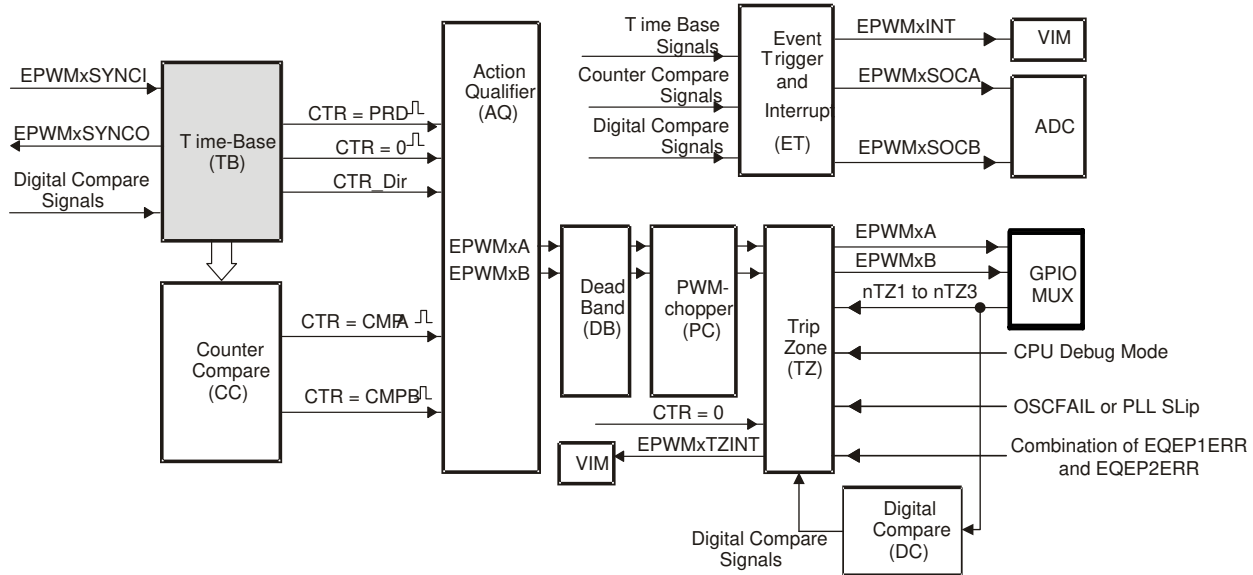 EPWMxSYNCI
EPWMxSYNCO
Digital Compare
Signals
Time-Base
(TB)
CTR = PRD
CTR = 0
CTR_Dir
Counter
Compare
(CC)
CTR = CMPA
CTR = CMPB
Action
Qualifier
(AQ)
EPWMxA
EPWMxB
Time Base
Signals
Counter Compare
Signals
Digital Compare
Signals
Event
Trigger
and
Interrupt
(ET)
EPWMxINT
EPWMxSOCA
EPWMxSOCB
VIM
ADC
Dead
Band
(DB)
PWM-
chopper
(PC)
Trip
Zone
(TZ)
EPWMxA
EPWMxB
nTZ1 to nTZ3
GPIO
MUX
CPU Debug Mode
OSCFAIL or PLL SLip
Combination of EQEP1ERR
and EQEP2ERR
CTR = 0
EPWMxTZINT
VIM
Digital Compare
Signals
Digital
Compare
(DC)